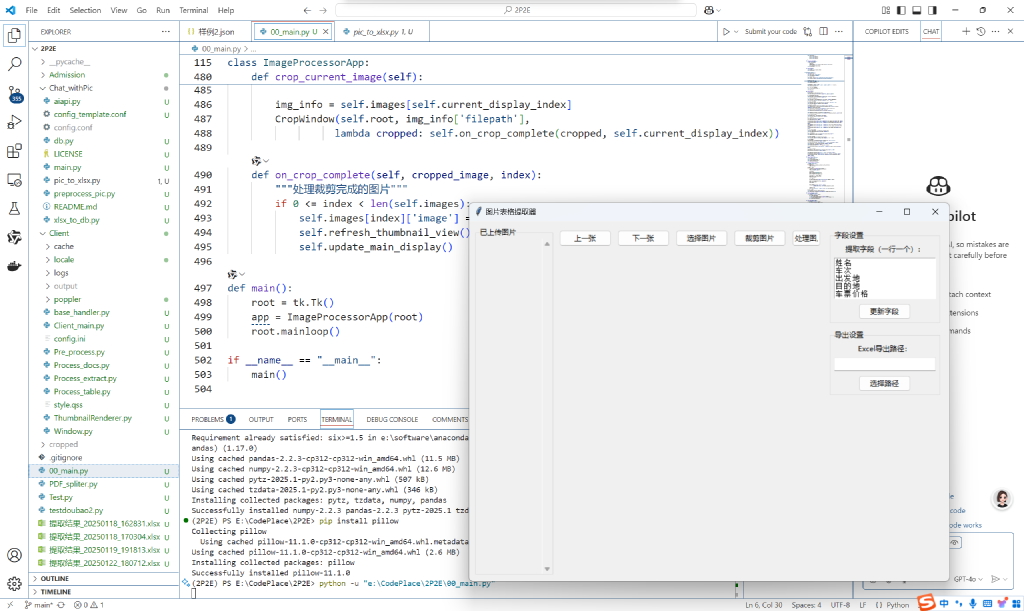 File Edit Selection View Go Run Terminal Help
2P2E
EXPLORER
样例2.json
00_main.py U
pic_to_xlsx.py 1, U
Submit your code
COPILOT EDITS
CHAT
2P2E
__pycache__
Admission
Chat_withPic
aiapi.py U
config_template.conf U
config.conf
db.py U
LICENSE U
main.py U
pic_to_xlsx.py 1, U
preprocess_pic.py U
README.md U
xlsx_to_db.py U
Client
cache
locale
logs
output
poppler
base_handler.py U
Client_main.py U
config.ini U
Pre_process.py U
Process_docs.py U
Process_extract.py U
Process_table.py U
style.qss U
ThumbnailRenderer.py U
Window.py U
cropped
.gitignore
00_main.py U
PDF_spliter.py U
Test.py U
testdoubao2.py U
提取结果_20250118_162831.xlsx U
提取结果_20250118_170304.xlsx U
提取结果_20250119_191813.xlsx U
提取结果_20250122_180712.xlsx U
OUTLINE
TIMELINE
355
00_main.py > ...
115 class ImageProcessorApp:
480 def crop_current_image(self):
485
486 img_info = self.images[self.current_display_index]
487 CropWindow(self.root, img_info['filepath'],
488 lambda cropped: self.on_crop_complete(cropped, self.current_display_index))
489
490 def on_crop_complete(self, cropped_image, index):
491 """处理裁剪完成的图片"""
492 if 0 <= index < len(self.images):
493 self.images[index]['image'] =
494 self.refresh_thumbnail_view()
495 self.update_main_display()
496
497 def main():
498 root = tk.Tk()
499 app = ImageProcessorApp(root)
500 root.mainloop()
501
502 if __name__ == "__main__":
503 main()
504
PROBLEMS 1 OUTPUT PORTS TERMINAL DEBUG CONSOLE COMMENTS
Requirement already satisfied: six>=1.5 in e:\software\anaconda
andas) (1.17.0)
Using cached pandas-2.2.3-cp312-cp312-win_amd64.whl (11.5 MB)
Using cached numpy-2.2.3-cp312-cp312-win_amd64.whl (12.6 MB)
Using cached pytz-2025.1-py2.py3-none-any.whl (507 kB)
Using cached tzdata-2025.1-py2.py3-none-any.whl (346 kB)
Installing collected packages: pytz, tzdata, numpy, pandas
Successfully installed numpy-2.2.3 pandas-2.2.3 pytz-2025.1 tzd
(2P2E) PS E:\CodePlace\2P2E> pip install pillow
Collecting pillow
Using cached pillow-11.1.0-cp312-cp312-win_amd64.whl.metadata
Using cached pillow-11.1.0-cp312-cp312-win_amd64.whl (2.6 MB)
Installing collected packages: pillow
Successfully installed pillow-11.1.0
(2P2E) PS E:\CodePlace\2P2E> python -u "e:\CodePlace\2P2E\00_main.py"
图片表格提取器
已上传图片
上一张
下一张
选择图片
裁剪图片
处理图
字段设置
提取字段（一行一个）:
姓名
车次
出发地
目的地
车票价格
更新字段
导出设置
Excel导出路径:
选择路径
pilot
I, so mistakes are
carefully before
tach context
tensions
mands
code
ode works
GPT-4o
main*
0 1
Ln 6, Col 30 Spaces: 4 UTF-8 LF Python
中